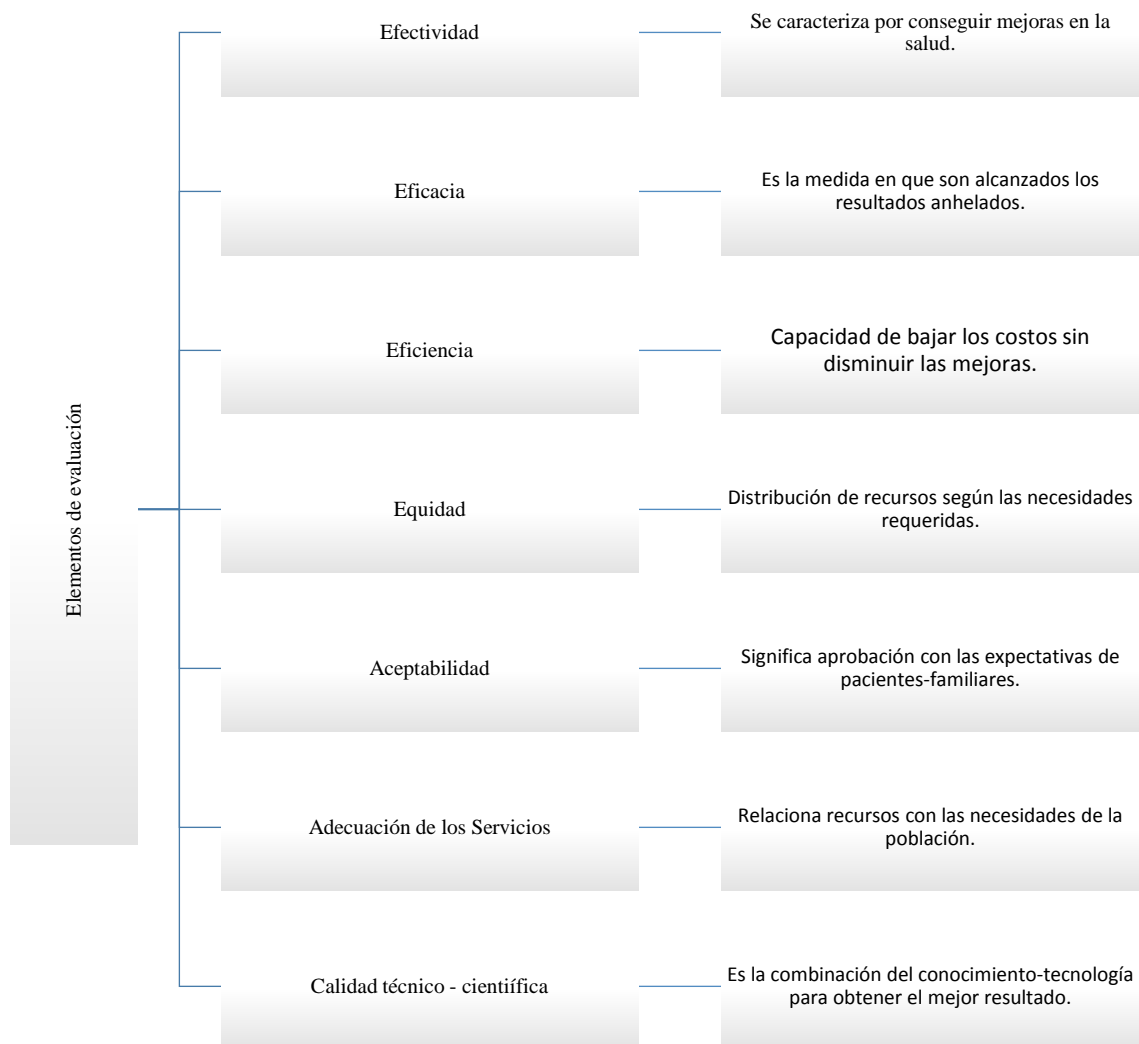 Elementos de evaluación
Efectividad
Se caracteriza por conseguir mejoras en la
salud.
Eficacia
Es la medida en que son alcanzados los
resultados anhelados.
Eficiencia
Capacidad de bajar los costos sin
disminuir las mejoras.
Equidad
Distribución de recursos según las necesidades
requeridas.
Aceptabilidad
Significa aprobación con las expectativas de
pacientes-familiares.
Adecuación de los Servicios
Relaciona recursos con las necesidades de la
población.
Calidad técnico - cientiífica
Es la combinación del conocimiento-tecnología
para obtener el mejor resultado.